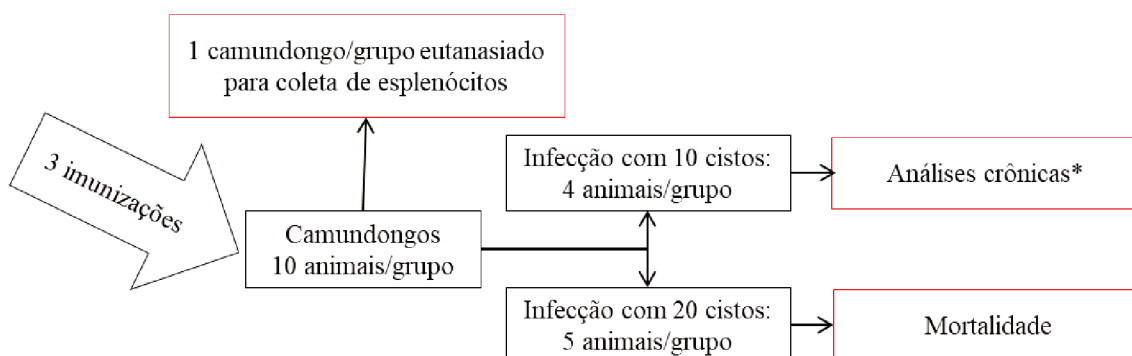 1 camundongo/grupo eutanasiado
para coleta de esplenócitos
3 imunizações
Camundongos
10 animais/grupo
Infecção com 10 cistos:
4 animais/grupo
Análises crônicas*
Infecção com 20 cistos:
5 animais/grupo
Mortalidade